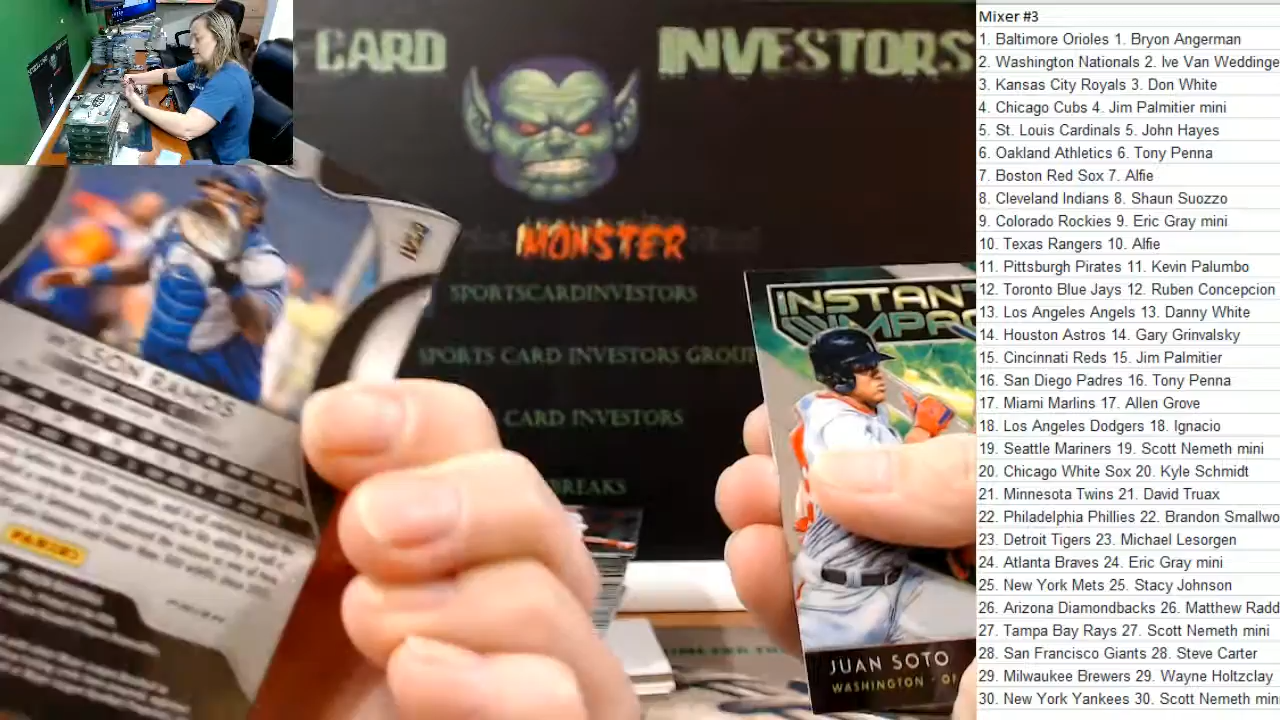 CARD INVESTORS
MONSTER
SPORTSCARDINVESTORS
SPORTS CARD INVESTORS GROUP
CARD INVESTORS
BREAKS
WILSON RAMOS
PANINI
INSTANT
IMPAC
JUAN SOTO
WASHINGTON - OF
Mixer #3
1. Baltimore Orioles 1. Bryon Angerman
2. Washington Nationals 2. Ive Van Weddinge
3. Kansas City Royals 3. Don White
4. Chicago Cubs 4. Jim Palmitier mini
5. St. Louis Cardinals 5. John Hayes
6. Oakland Athletics 6. Tony Penna
7. Boston Red Sox 7. Alfie
8. Cleveland Indians 8. Shaun Suozzo
9. Colorado Rockies 9. Eric Gray mini
10. Texas Rangers 10. Alfie
11. Pittsburgh Pirates 11. Kevin Palumbo
12. Toronto Blue Jays 12. Ruben Concepcion
13. Los Angeles Angels 13. Danny White
14. Houston Astros 14. Gary Grinvalsky
15. Cincinnati Reds 15. Jim Palmitier
16. San Diego Padres 16. Tony Penna
17. Miami Marlins 17. Allen Grove
18. Los Angeles Dodgers 18. Ignacio
19. Seattle Mariners 19. Scott Nemeth mini
20. Chicago White Sox 20. Kyle Schmidt
21. Minnesota Twins 21. David Truax
22. Philadelphia Phillies 22. Brandon Smallwo
23. Detroit Tigers 23. Michael Lesorgen
24. Atlanta Braves 24. Eric Gray mini
25. New York Mets 25. Stacy Johnson
26. Arizona Diamondbacks 26. Matthew Radd
27. Tampa Bay Rays 27. Scott Nemeth mini
28. San Francisco Giants 28. Steve Carter
29. Milwaukee Brewers 29. Wayne Holtzclay
30. New York Yankees 30. Scott Nemeth min